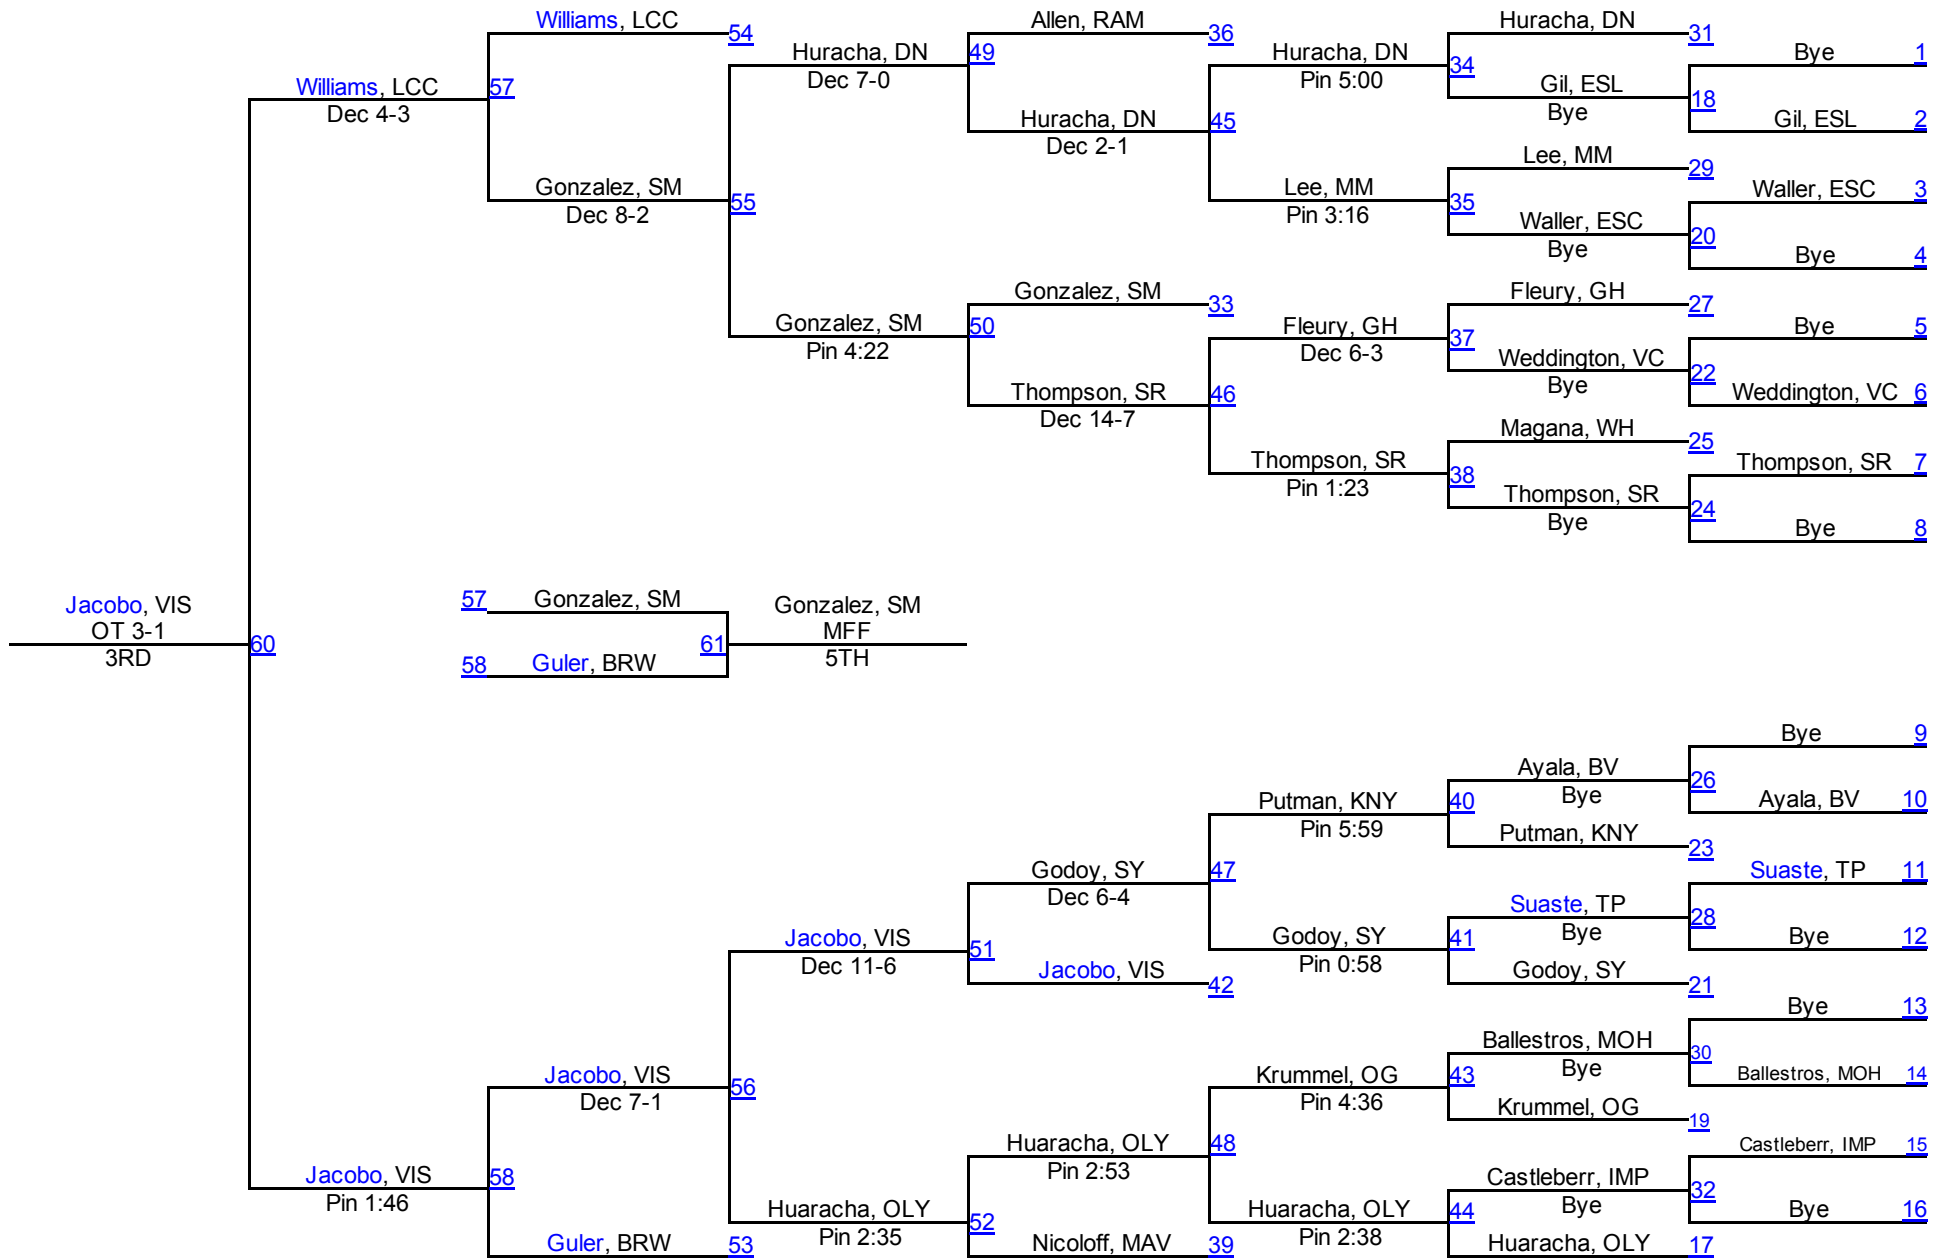 Williams, LCC
54
Allen, RAM
36
Huracha, DN
31
Huracha, DN
Dec 7-0
49
Huracha, DN
Pin 5:00
34
Bye 1
Williams, LCC
Dec 4-3
57
Gil, ESL
Bye
18
Gil, ESL 2
Huracha, DN
Dec 2-1
45
Lee, MM
29
Gonzalez, SM
Dec 8-2
55
Lee, MM
Pin 3:16
35
Waller, ESC 3
Waller, ESC
Bye
20
Bye 4
Gonzalez, SM
33
Fleury, GH
27
Gonzalez, SM
Pin 4:22
50
Fleury, GH
Dec 6-3
37
Bye 5
Weddington, VC
Bye
22
Weddington, VC 6
Thompson, SR
Dec 14-7
46
Magana, WH
25
Thompson, SR
Pin 1:23
38
Thompson, SR 7
Thompson, SR
Bye
24
Bye 8
Jacobo, VIS
OT 3-1
3RD
60
57 Gonzalez, SM
58 Guler, BRW
61
Gonzalez, SM
MFF
5TH
Bye 9
Ayala, BV
Bye
26
Ayala, BV 10
Putman, KNY
Pin 5:59
40
Putman, KNY
23
Godoy, SY
Dec 6-4
47
Suaste, TP 11
Suaste, TP
Bye
28
Bye 12
Jacobo, VIS
Dec 11-6
51
Godoy, SY
Pin 0:58
41
Godoy, SY
21
Jacobo, VIS
42
Bye 13
Ballestros, MOH
Bye
30
Ballestros, MOH 14
Jacobo, VIS
Dec 7-1
56
Krummel, OG
Pin 4:36
43
Krummel, OG
19
Huaracha, OLY
Pin 2:53
48
Castleberr, IMP 15
Jacobo, VIS
Pin 1:46
58
Castleberr, IMP
Bye
32
Bye 16
Huaracha, OLY
Pin 2:35
52
Huaracha, OLY
Pin 2:38
44
Guler, BRW
53
Nicoloff, MAV
39
Huaracha, OLY
17